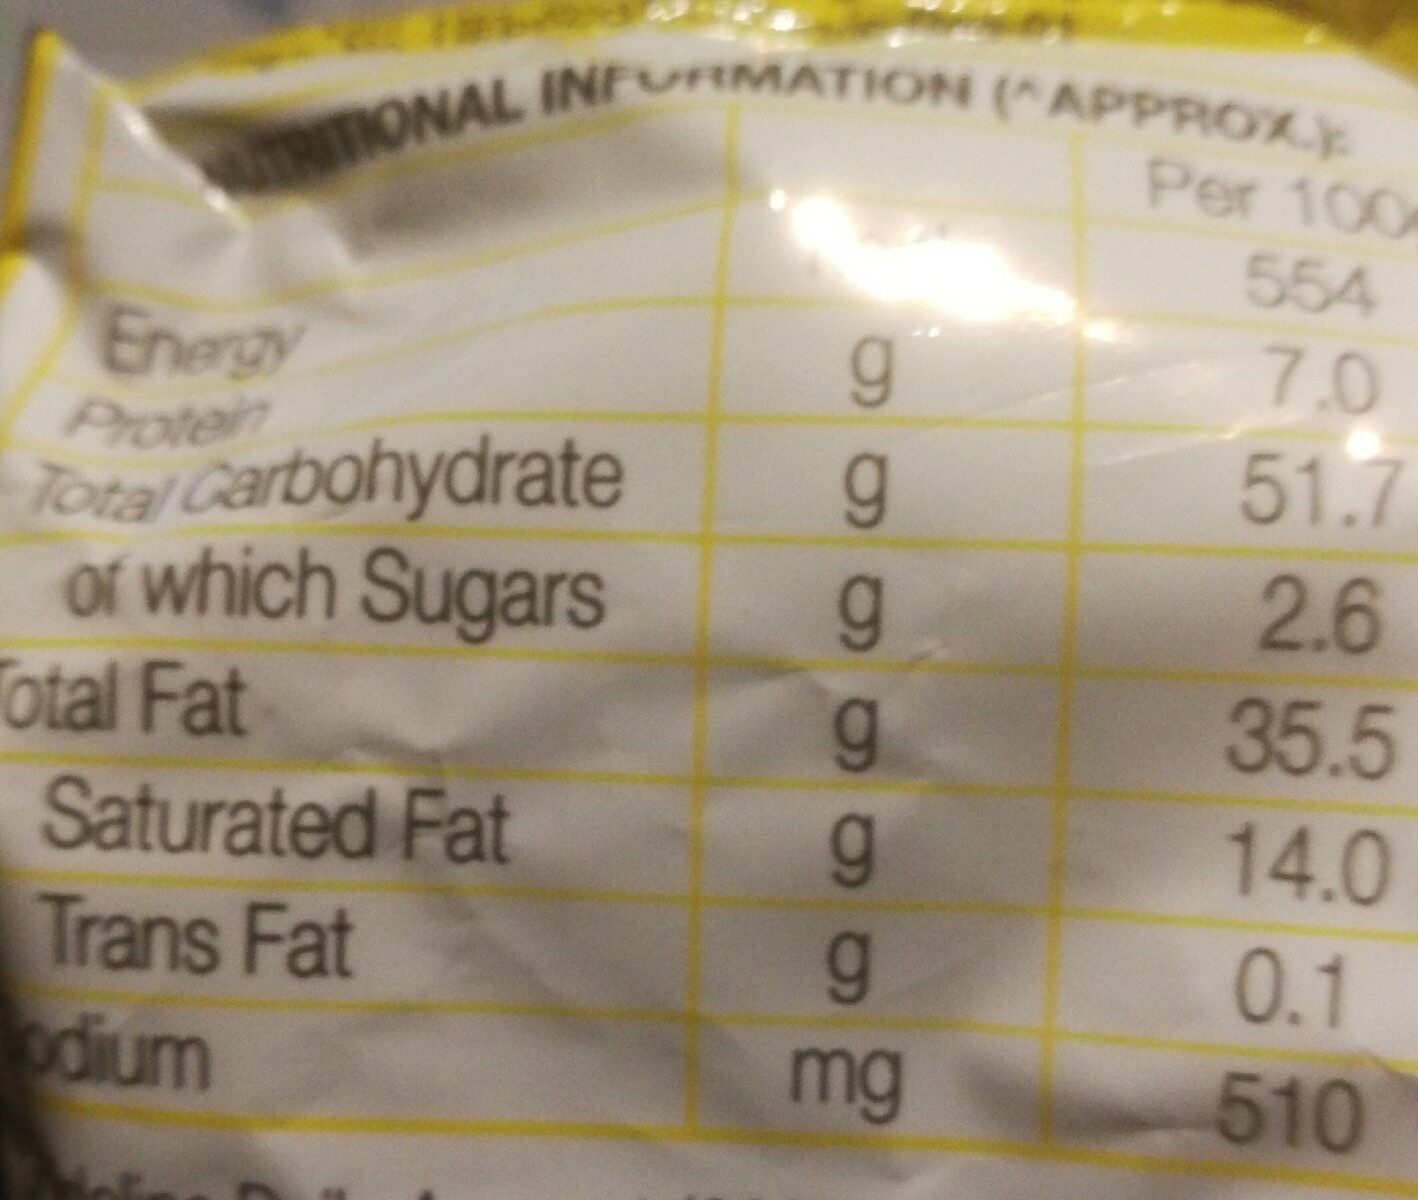 NUTRITIONAL INFORMATION (^APPROX.):
Per 100
Energy 554
Protein g 7.0
Total Carbohydrate g 51.7
of which Sugars g 2.6
Total Fat g 35.5
Saturated Fat g 14.0
Trans Fat g 0.1
odium mg 510